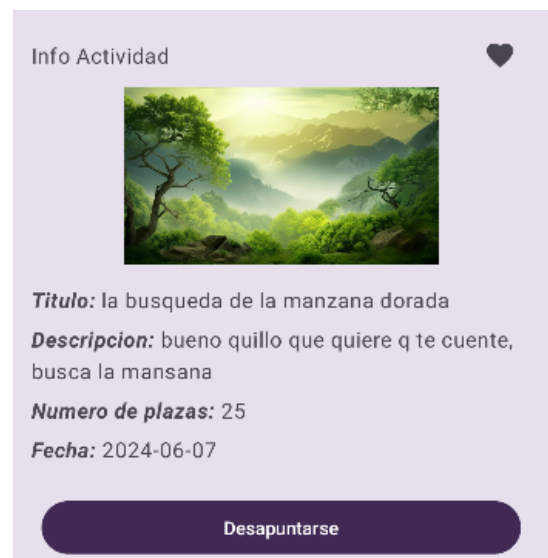 Info Actividad
Titulo: la busqueda de la manzana dorada
Descripcion: bueno quillo que quiere q te cuente,
busca la mansana
Numero de plazas: 25
Fecha: 2024-06-07
Desapuntarse